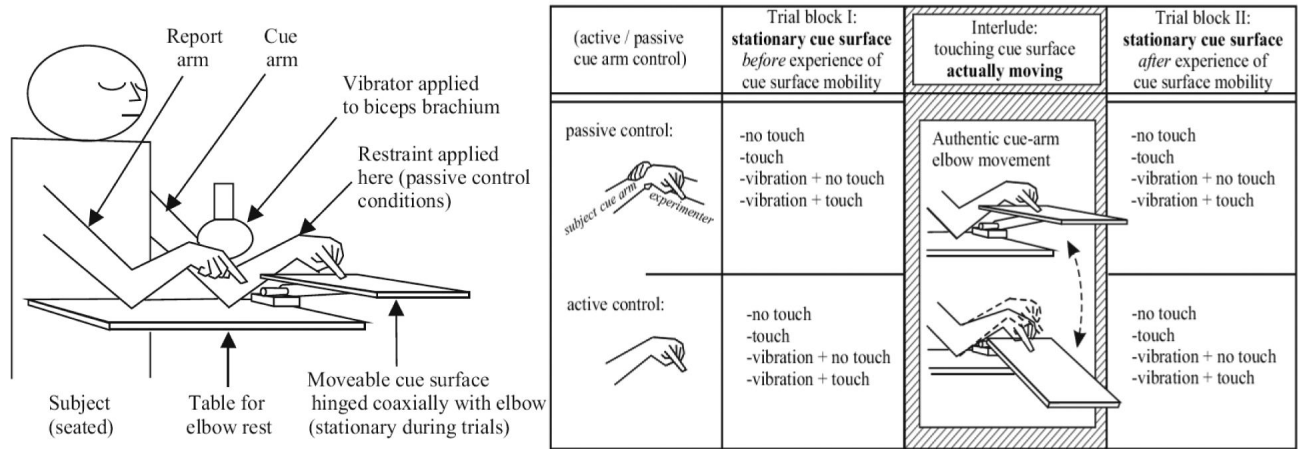 Report
arm
Cue
arm
Vibrator applied
to biceps brachium
Restraint applied
here (passive control
conditions)
Subject
(seated)
Table for
elbow rest
Moveable cue surface
hinged coaxially with elbow
(stationary during trials)
(active / passive
cue arm control)
Trial block I:
stationary cue surface
before experience of
cue surface mobility
Interlude:
touching cue surface
actually moving
Trial block II:
stationary cue surface
after experience of
cue surface mobility
passive control:
subject cue arm
experimenter
-no touch
-touch
-vibration + no touch
-vibration + touch
Authentic cue-arm
elbow movement
-no touch
-touch
-vibration + no touch
-vibration + touch
active control:
-no touch
-touch
-vibration + no touch
-vibration + touch
-no touch
-touch
-vibration + no touch
-vibration + touch